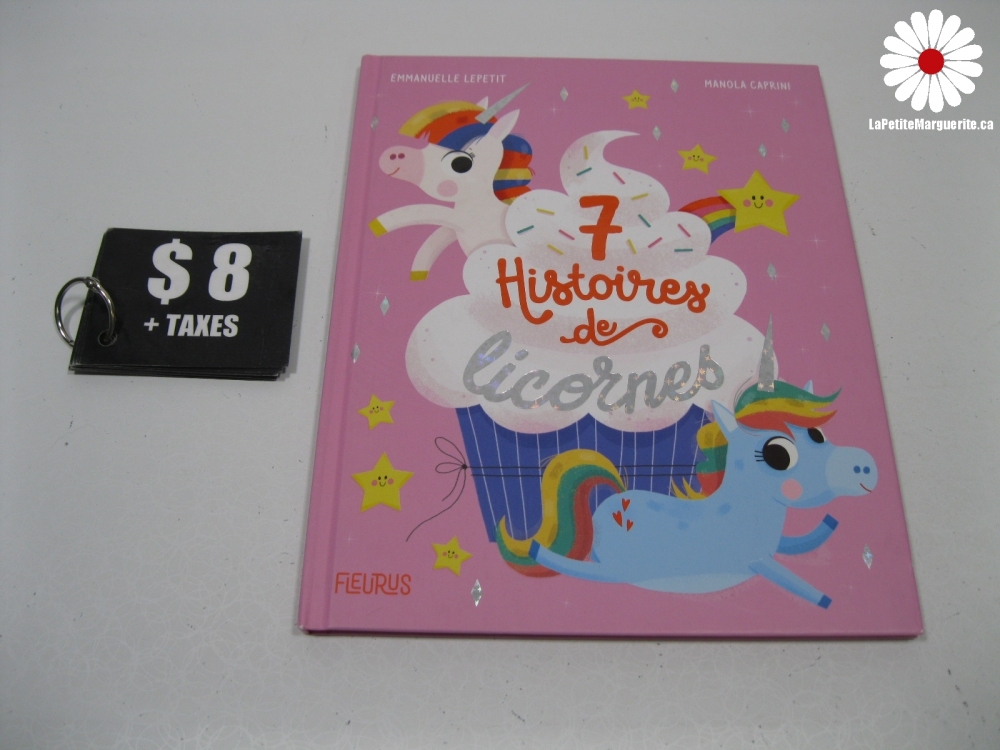 LaPetiteMarguerite.ca
EMMANUELLE LEPETIT
MANOLA CAPRINI
7
Histoires
de
licornes
FLEURUS
$ 8
+ TAXES